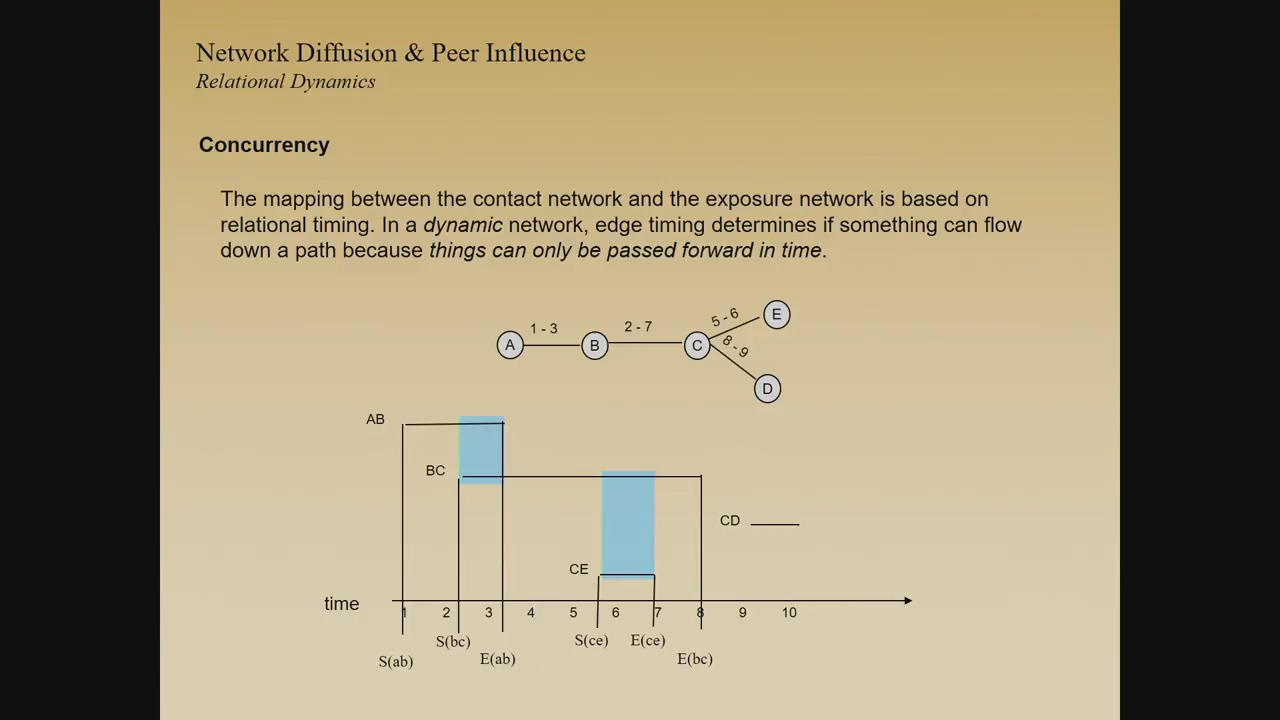 Network Diffusion & Peer Influence
Relational Dynamics
Concurrency
The mapping between the contact network and the exposure network is based on
relational timing. In a dynamic network, edge timing determines if something can flow
down a path because things can only be passed forward in time.
A
1 - 3
B
2 - 7
C
5 - 6
E
8 - 9
D
AB
BC
CD
CE
time
1 2 3 4 5 6 7 8 9 10
S(bc) S(ce) E(ce)
S(ab) E(ab) E(bc)